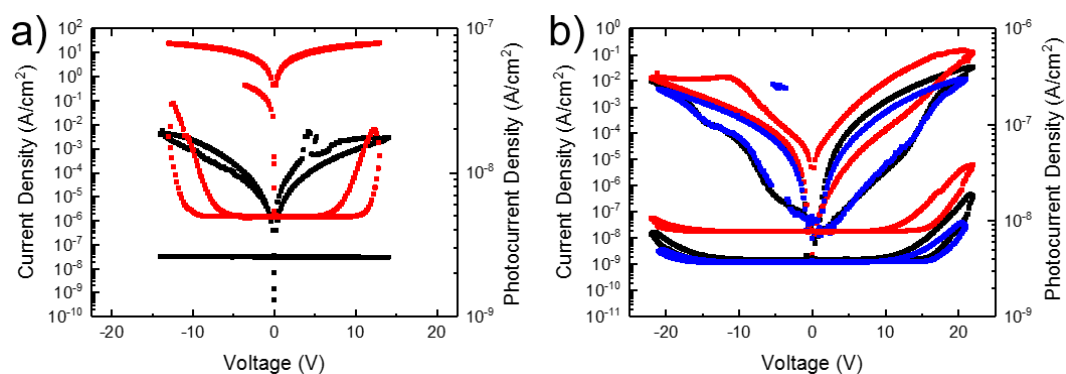 a)
10² 10¹ 10⁰ 10⁻¹ 10⁻² 10⁻³ 10⁻⁴ 10⁻⁵ 10⁻⁶ 10⁻⁷ 10⁻⁸ 10⁻⁹ 10⁻¹⁰
Current Density (A/cm²)
-20 -10 0 10 20
Voltage (V)
10⁻⁷ 10⁻⁸ 10⁻⁹
Photocurrent Density (A/cm²)
b)
10⁰ 10⁻¹ 10⁻² 10⁻³ 10⁻⁴ 10⁻⁵ 10⁻⁶ 10⁻⁷ 10⁻⁸ 10⁻⁹ 10⁻¹⁰ 10⁻¹¹
Current Density (A/cm²)
-20 -10 0 10 20
Voltage (V)
10⁻⁶ 10⁻⁷ 10⁻⁸ 10⁻⁹
Photocurrent Density (A/cm²)